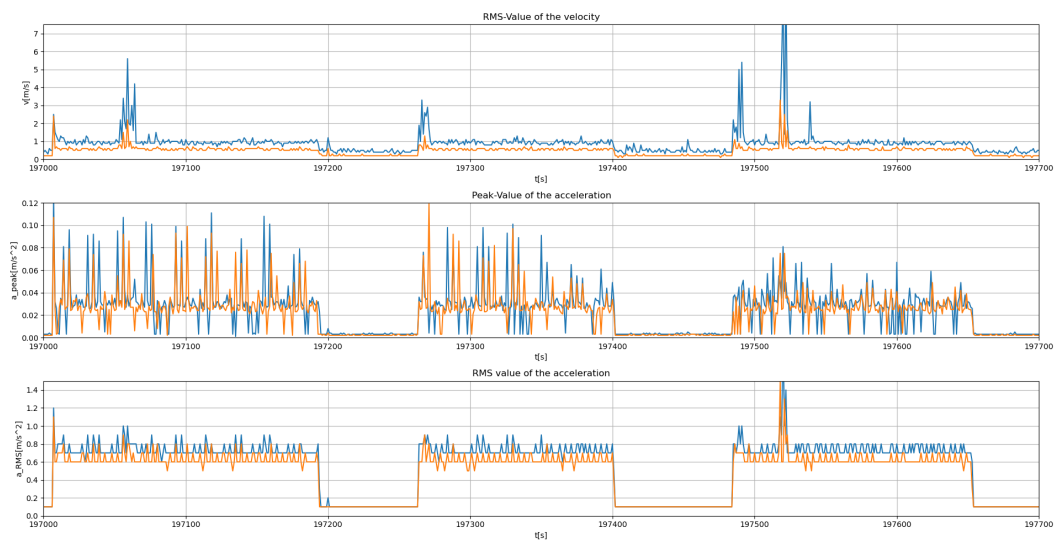 RMS-Value of the velocity
v[m/s]
7
6
5
4
3
2
1
0
197000 197100 197200 197300 197400 197500 197600 197700
t[s]
Peak-Value of the acceleration
a_peak[m/s^2]
0.12
0.10
0.08
0.06
0.04
0.02
0.00
197000 197100 197200 197300 197400 197500 197600 197700
t[s]
RMS value of the acceleration
a_RMS[m/s^2]
1.4
1.2
1.0
0.8
0.6
0.4
0.2
0.0
197000 197100 197200 197300 197400 197500 197600 197700
t[s]